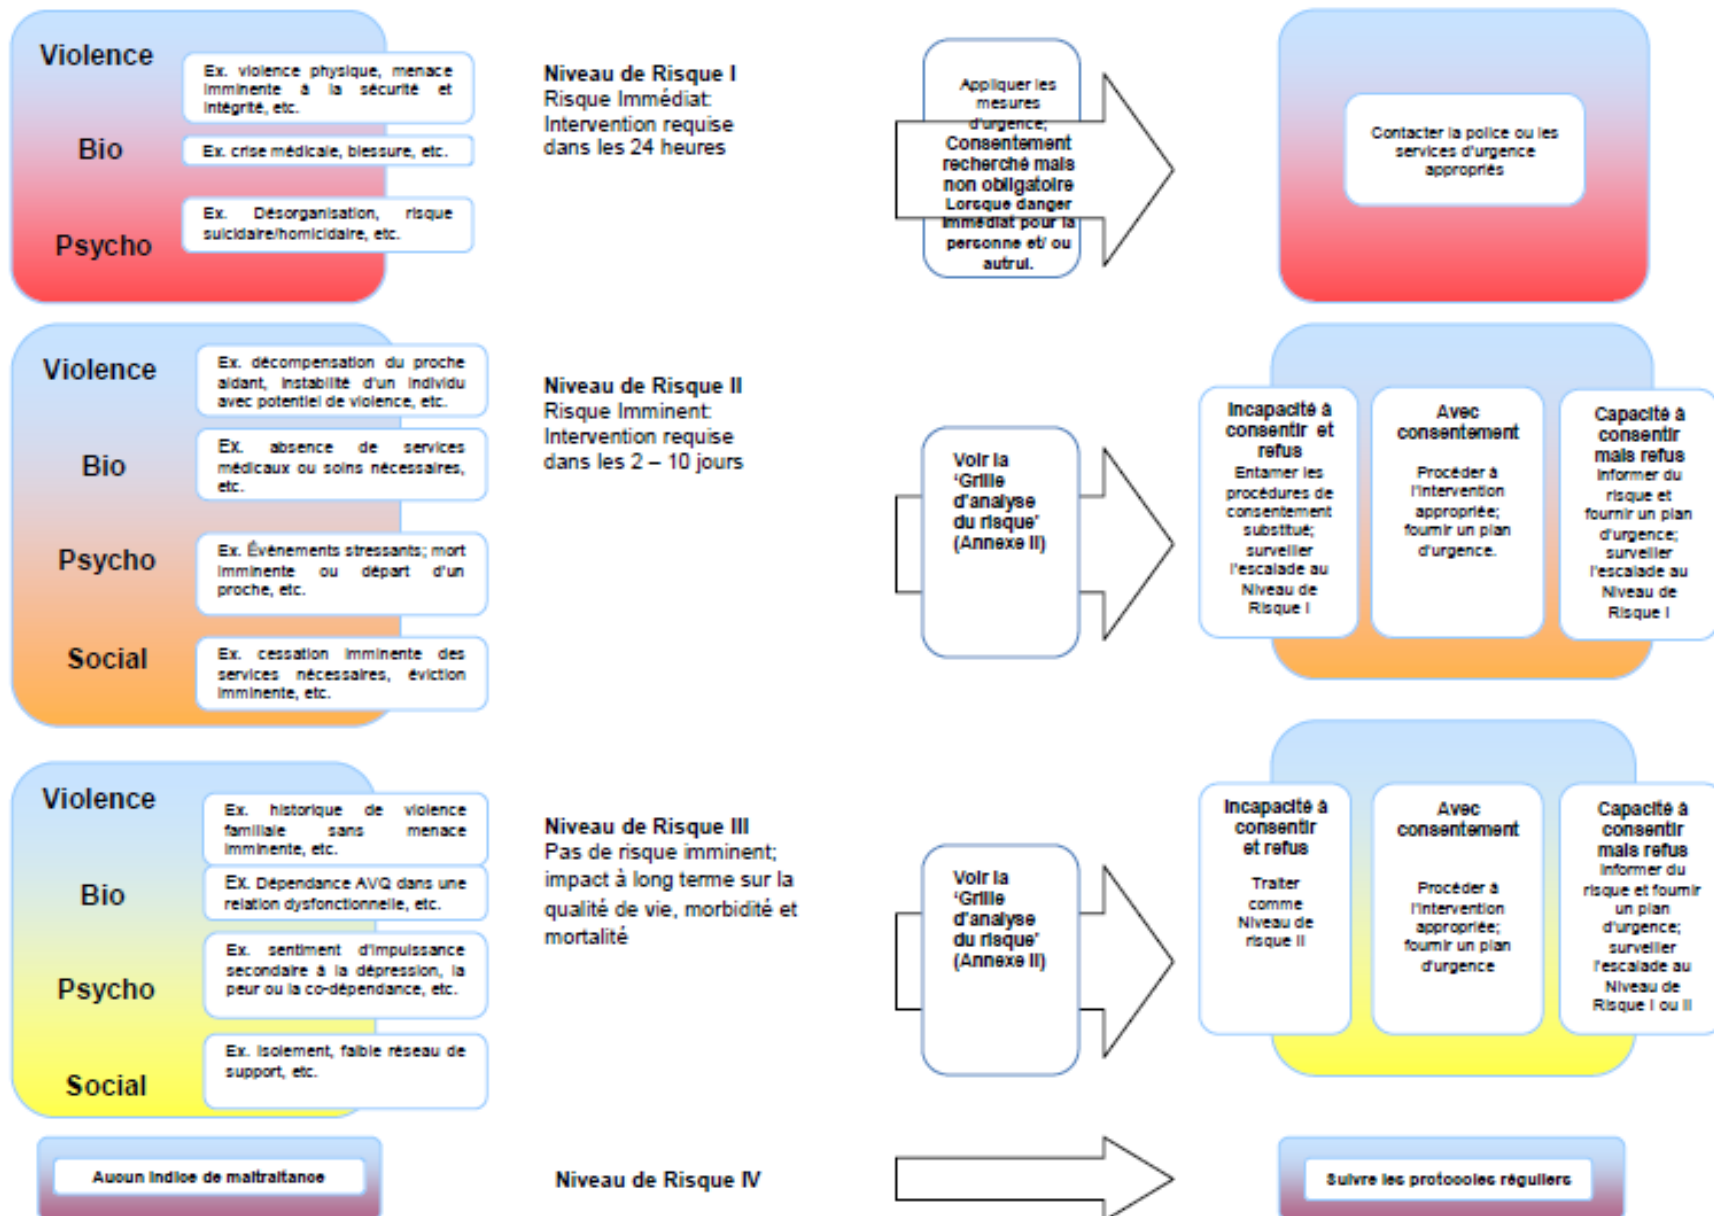 Violence
Ex. violence physique, menace
imminente à la sécurité et
intégrité, etc.
Bio
Ex. crise médicale, blessure, etc.
Psycho
Ex. Désorganisation, risque
suicidaire/homicidaire, etc.
Niveau de Risque I
Risque Immédiat:
Intervention requise
dans les 24 heures
Appliquer les
mesures
d'urgence;
Consentement
recherché mais
non obligatoire
Lorsque danger
immédiat pour la
personne et/ ou
autrui.
Contacter la police ou les
services d'urgence
appropriés
Violence
Ex. décompensation du proche
aidant, instabilité d'un individu
avec potentiel de violence, etc.
Bio
Ex. absence de services
médicaux ou soins nécessaires,
etc.
Psycho
Ex. Évènements stressants; mort
imminente ou départ d'un
proche, etc.
Social
Ex. cessation imminente des
services nécessaires, éviction
imminente, etc.
Niveau de Risque II
Risque Imminent:
Intervention requise
dans les 2 – 10 jours
Voir la
'Grille
d'analyse
du risque'
(Annexe II)
Incapacité à
consentir et
refus
Entamer les
procédures de
consentement
substitué;
surveiller
l'escalade au
Niveau de
Risque I
Avec
consentement
Procéder à
l'intervention
appropriée;
fournir un plan
d'urgence.
Capacité à
consentir
mais refus
Informer du
risque et
fournir un plan
d'urgence;
surveiller
l'escalade au
Niveau de
Risque I
Violence
Ex. historique de violence
familiale sans menace
imminente, etc.
Bio
Ex. Dépendance AVQ dans une
relation dysfonctionnelle, etc.
Psycho
Ex. sentiment d'impuissance
secondaire à la dépression, la
peur ou la co-dépendance, etc.
Social
Ex. Isolement, faible réseau de
support, etc.
Niveau de Risque III
Pas de risque imminent;
impact à long terme sur la
qualité de vie, morbidité et
mortalité
Voir la
'Grille
d'analyse
du risque'
(Annexe II)
Incapacité à
consentir
et refus
Traiter
comme
Niveau de
risque II
Avec
consentement
Procéder à
l'intervention
appropriée;
fournir un plan
d'urgence
Capacité à
consentir
mais refus
Informer du
risque et fournir
un plan
d'urgence;
surveiller
l'escalade au
Niveau de
Risque I ou II
Aucun indice de maltraitance
Niveau de Risque IV
Suivre les protocoles réguliers